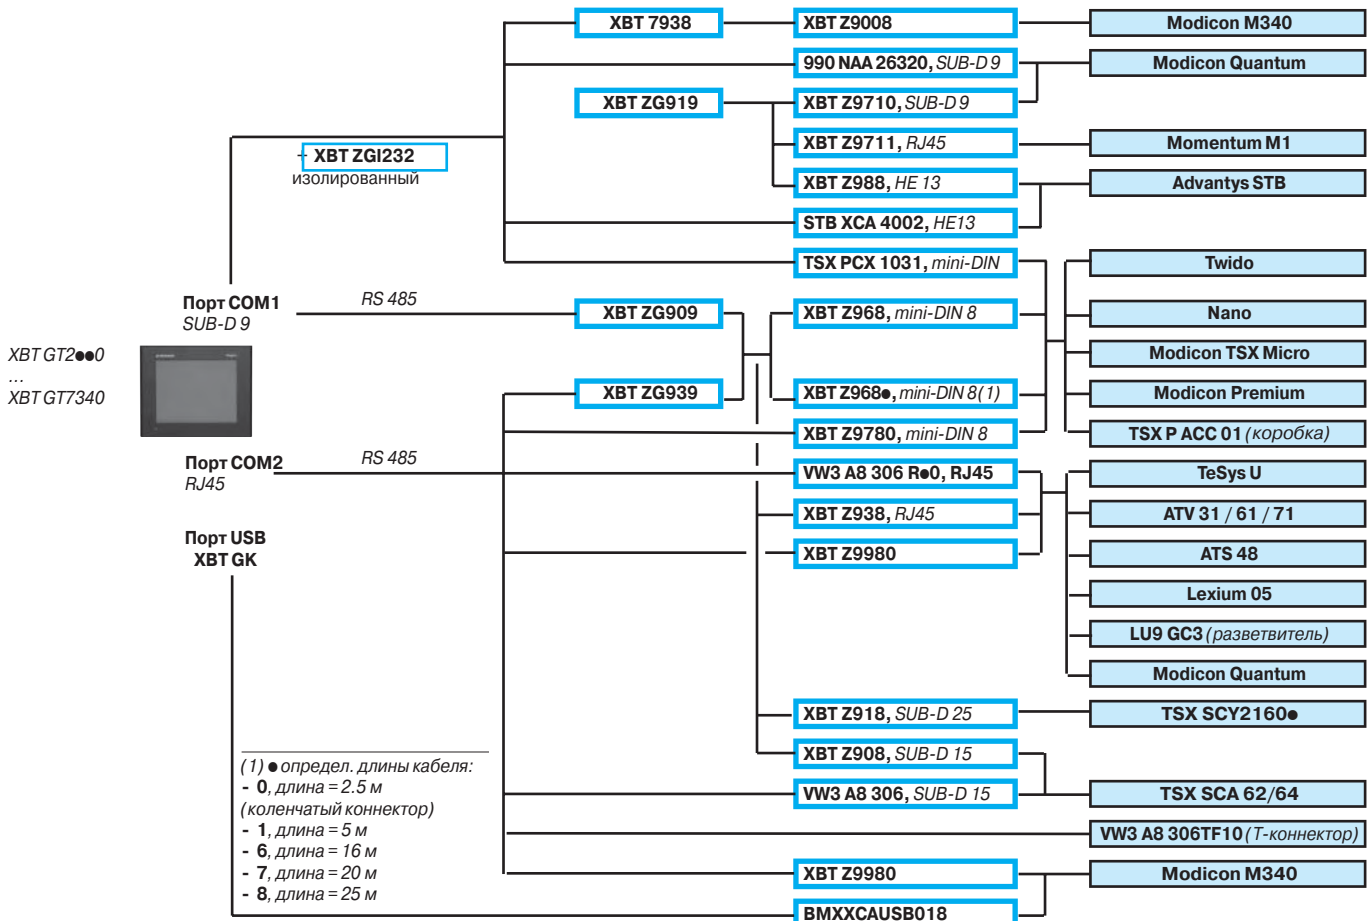 XBT 7938
XBT Z9008
Modicon M340
990 NAA 26320, SUB-D 9
Modicon Quantum
XBT ZG919
XBT Z9710, SUB-D 9
XBT Z9711, RJ45
Momentum M1
+ XBT ZGI232
изолированный
XBT Z988, HE 13
Advantys STB
STB XCA 4002, HE13
TSX PCX 1031, mini-DIN
Twido
Порт COM1
SUB-D 9
RS 485
XBT ZG909
XBT Z968, mini-DIN 8
Nano
XBT GT2●●0
...
XBT GT7340
Modicon TSX Micro
XBT ZG939
XBT Z968●, mini-DIN 8(1)
Modicon Premium
XBT Z9780, mini-DIN 8
TSX P ACC 01 (коробка)
Порт COM2
RJ45
RS 485
VW3 A8 306 R●0, RJ45
TeSys U
XBT Z938, RJ45
ATV 31 / 61 / 71
Порт USB
XBT GK
XBT Z9980
ATS 48
Lexium 05
LU9 GC3 (разветвитель)
Modicon Quantum
XBT Z918, SUB-D 25
TSX SCY2160●
XBT Z908, SUB-D 15
VW3 A8 306, SUB-D 15
TSX SCA 62/64
VW3 A8 306TF10 (Т-коннектор)
XBT Z9980
Modicon M340
BMXXCAUSB018
(1) ● определ. длины кабеля:
- 0, длина = 2.5 м
(коленчатый коннектор)
- 1, длина = 5 м
- 6, длина = 16 м
- 7, длина = 20 м
- 8, длина = 25 м